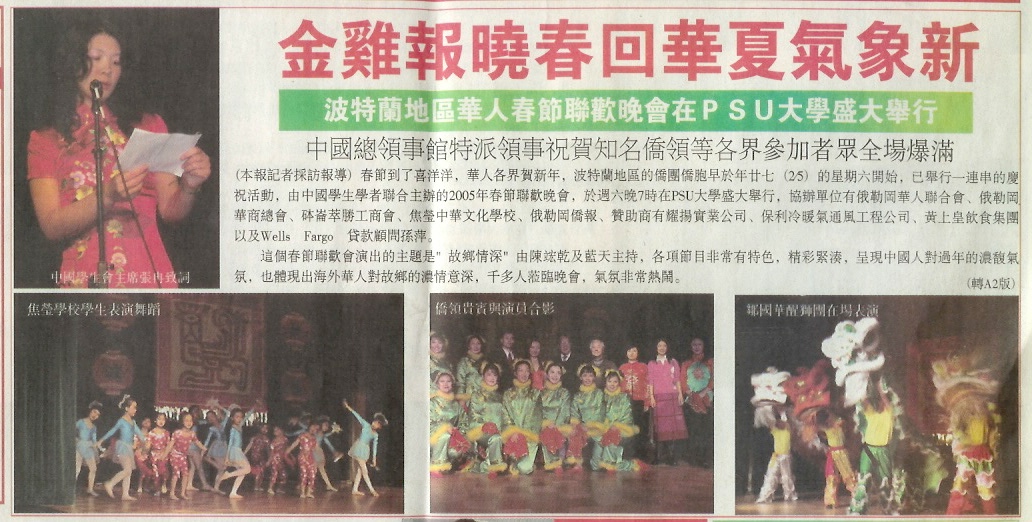 金雞報曉春回華夏氣象新
波特蘭地區華人春節聯歡晚會在PSU大學盛大舉行
中國總領事館特派領事祝賀知名僑領等各界參加者眾全場爆滿
(本報記者採訪報導) 春節到了喜洋洋，華人各界賀新年，波特蘭地區的僑團僑胞早於年廿七 (25) 的星期六開始，已舉行一連串的慶
祝活動，由中國學生學者聯合主辦的2005年春節聯歡晚會，於週六晚7時在PSU大學盛大舉行，協辦單位有俄勒岡華人聯合會、俄勒岡
華商總會、砵崙萃勝工商會、焦瑩中華文化學校、俄勒岡僑報、贊助商有耀揚實業公司、保利冷暖氣通風工程公司、黃上皇飲食集團
以及Wells Fargo 貸款顧問孫萍。
這個春節聯歡會演出的主題是"故鄉情深" 由陳竑乾及藍天主持，各項節目非常有特色，精彩緊湊，呈現中國人對過年的濃馥氣
氛，也體現出海外華人對故鄉的濃情意深，千多人蒞臨晚會，氣氛非常熱鬧。
(轉A2版)
中國學生會主席張冉致詞
焦瑩學校學生表演舞蹈
僑領貴賓與演員合影
鄒國華醒獅團在場表演